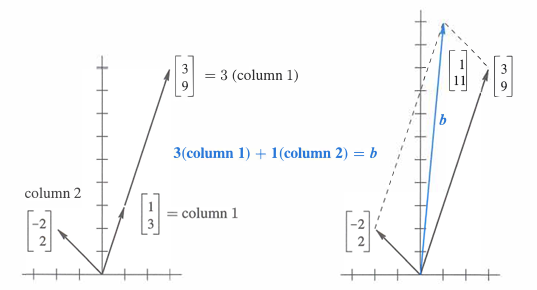 [3
9] = 3 (column 1)
3(column 1) + 1(column 2) = b
column 2
[-2
2]
[1
3] = column 1
[1
11]
[3
9]
b
[-2
2]